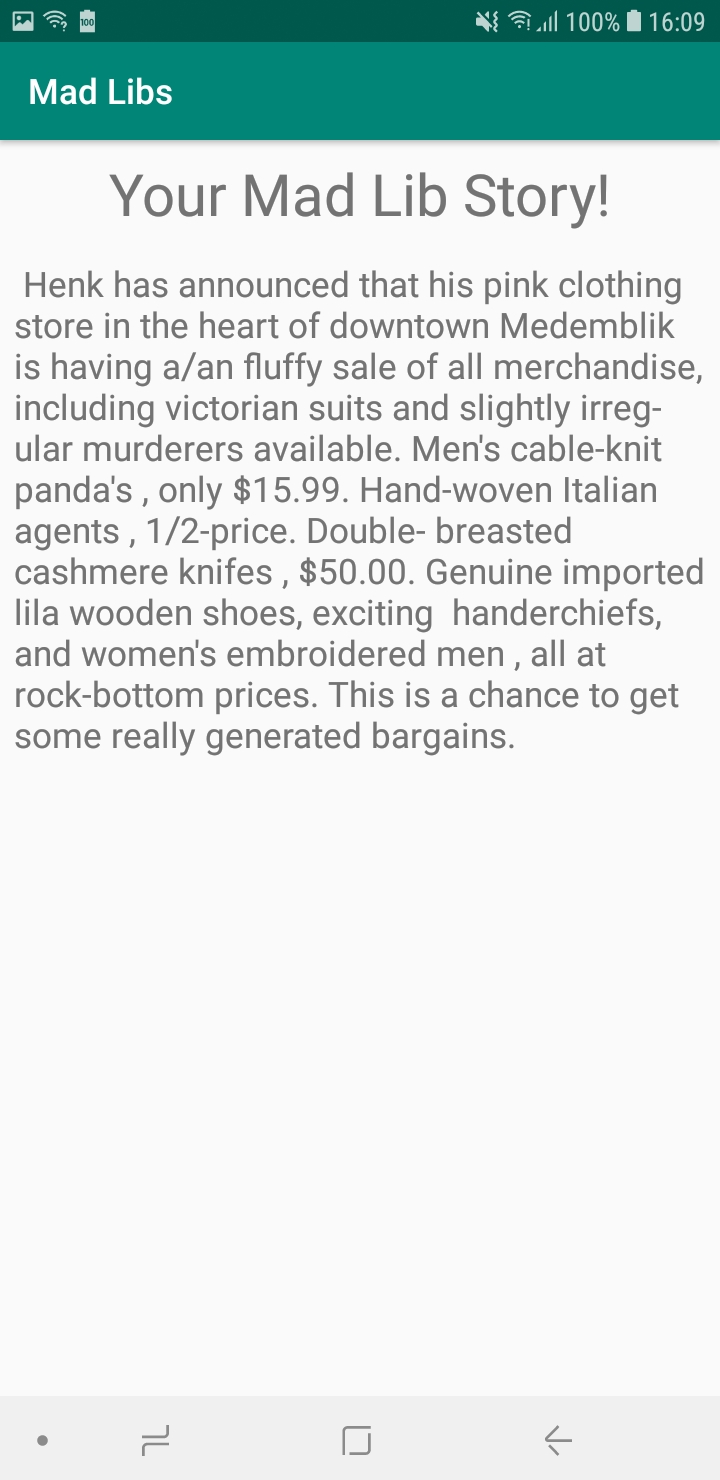 100 100% 16:09
Mad Libs
Your Mad Lib Story!
Henk has announced that his pink clothing
store in the heart of downtown Medemblik
is having a/an fluffy sale of all merchandise,
including victorian suits and slightly irreg-
ular murderers available. Men's cable-knit
panda's , only $15.99. Hand-woven Italian
agents , 1/2-price. Double- breasted
cashmere knifes , $50.00. Genuine imported
lila wooden shoes, exciting  handerchiefs,
and women's embroidered men , all at
rock-bottom prices. This is a chance to get
some really generated bargains.